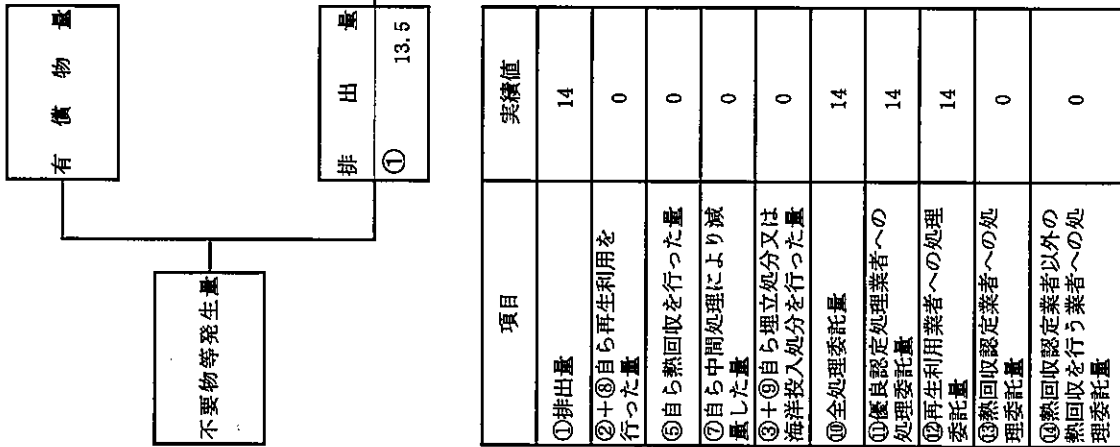 有償物量
不要物等発生量
排出量
①
13.5
項目
実績値
①排出量
14
②+⑧自ら再生利用を
行った量
0
⑤自ら熱回収を行った量
0
⑦自ら中間処理により減
量した量
0
③+⑨自ら埋立処分又は
海洋投入処分を行った量
0
⑩全処理委託量
14
⑪優良認定処理業者への
処理委託量
14
⑫再生利用業者への処理
委託量
14
⑬熱回収認定業者への処
理委託量
0
⑭熱回収認定業者以外の
熱回収を行う業者への処
理委託量
0